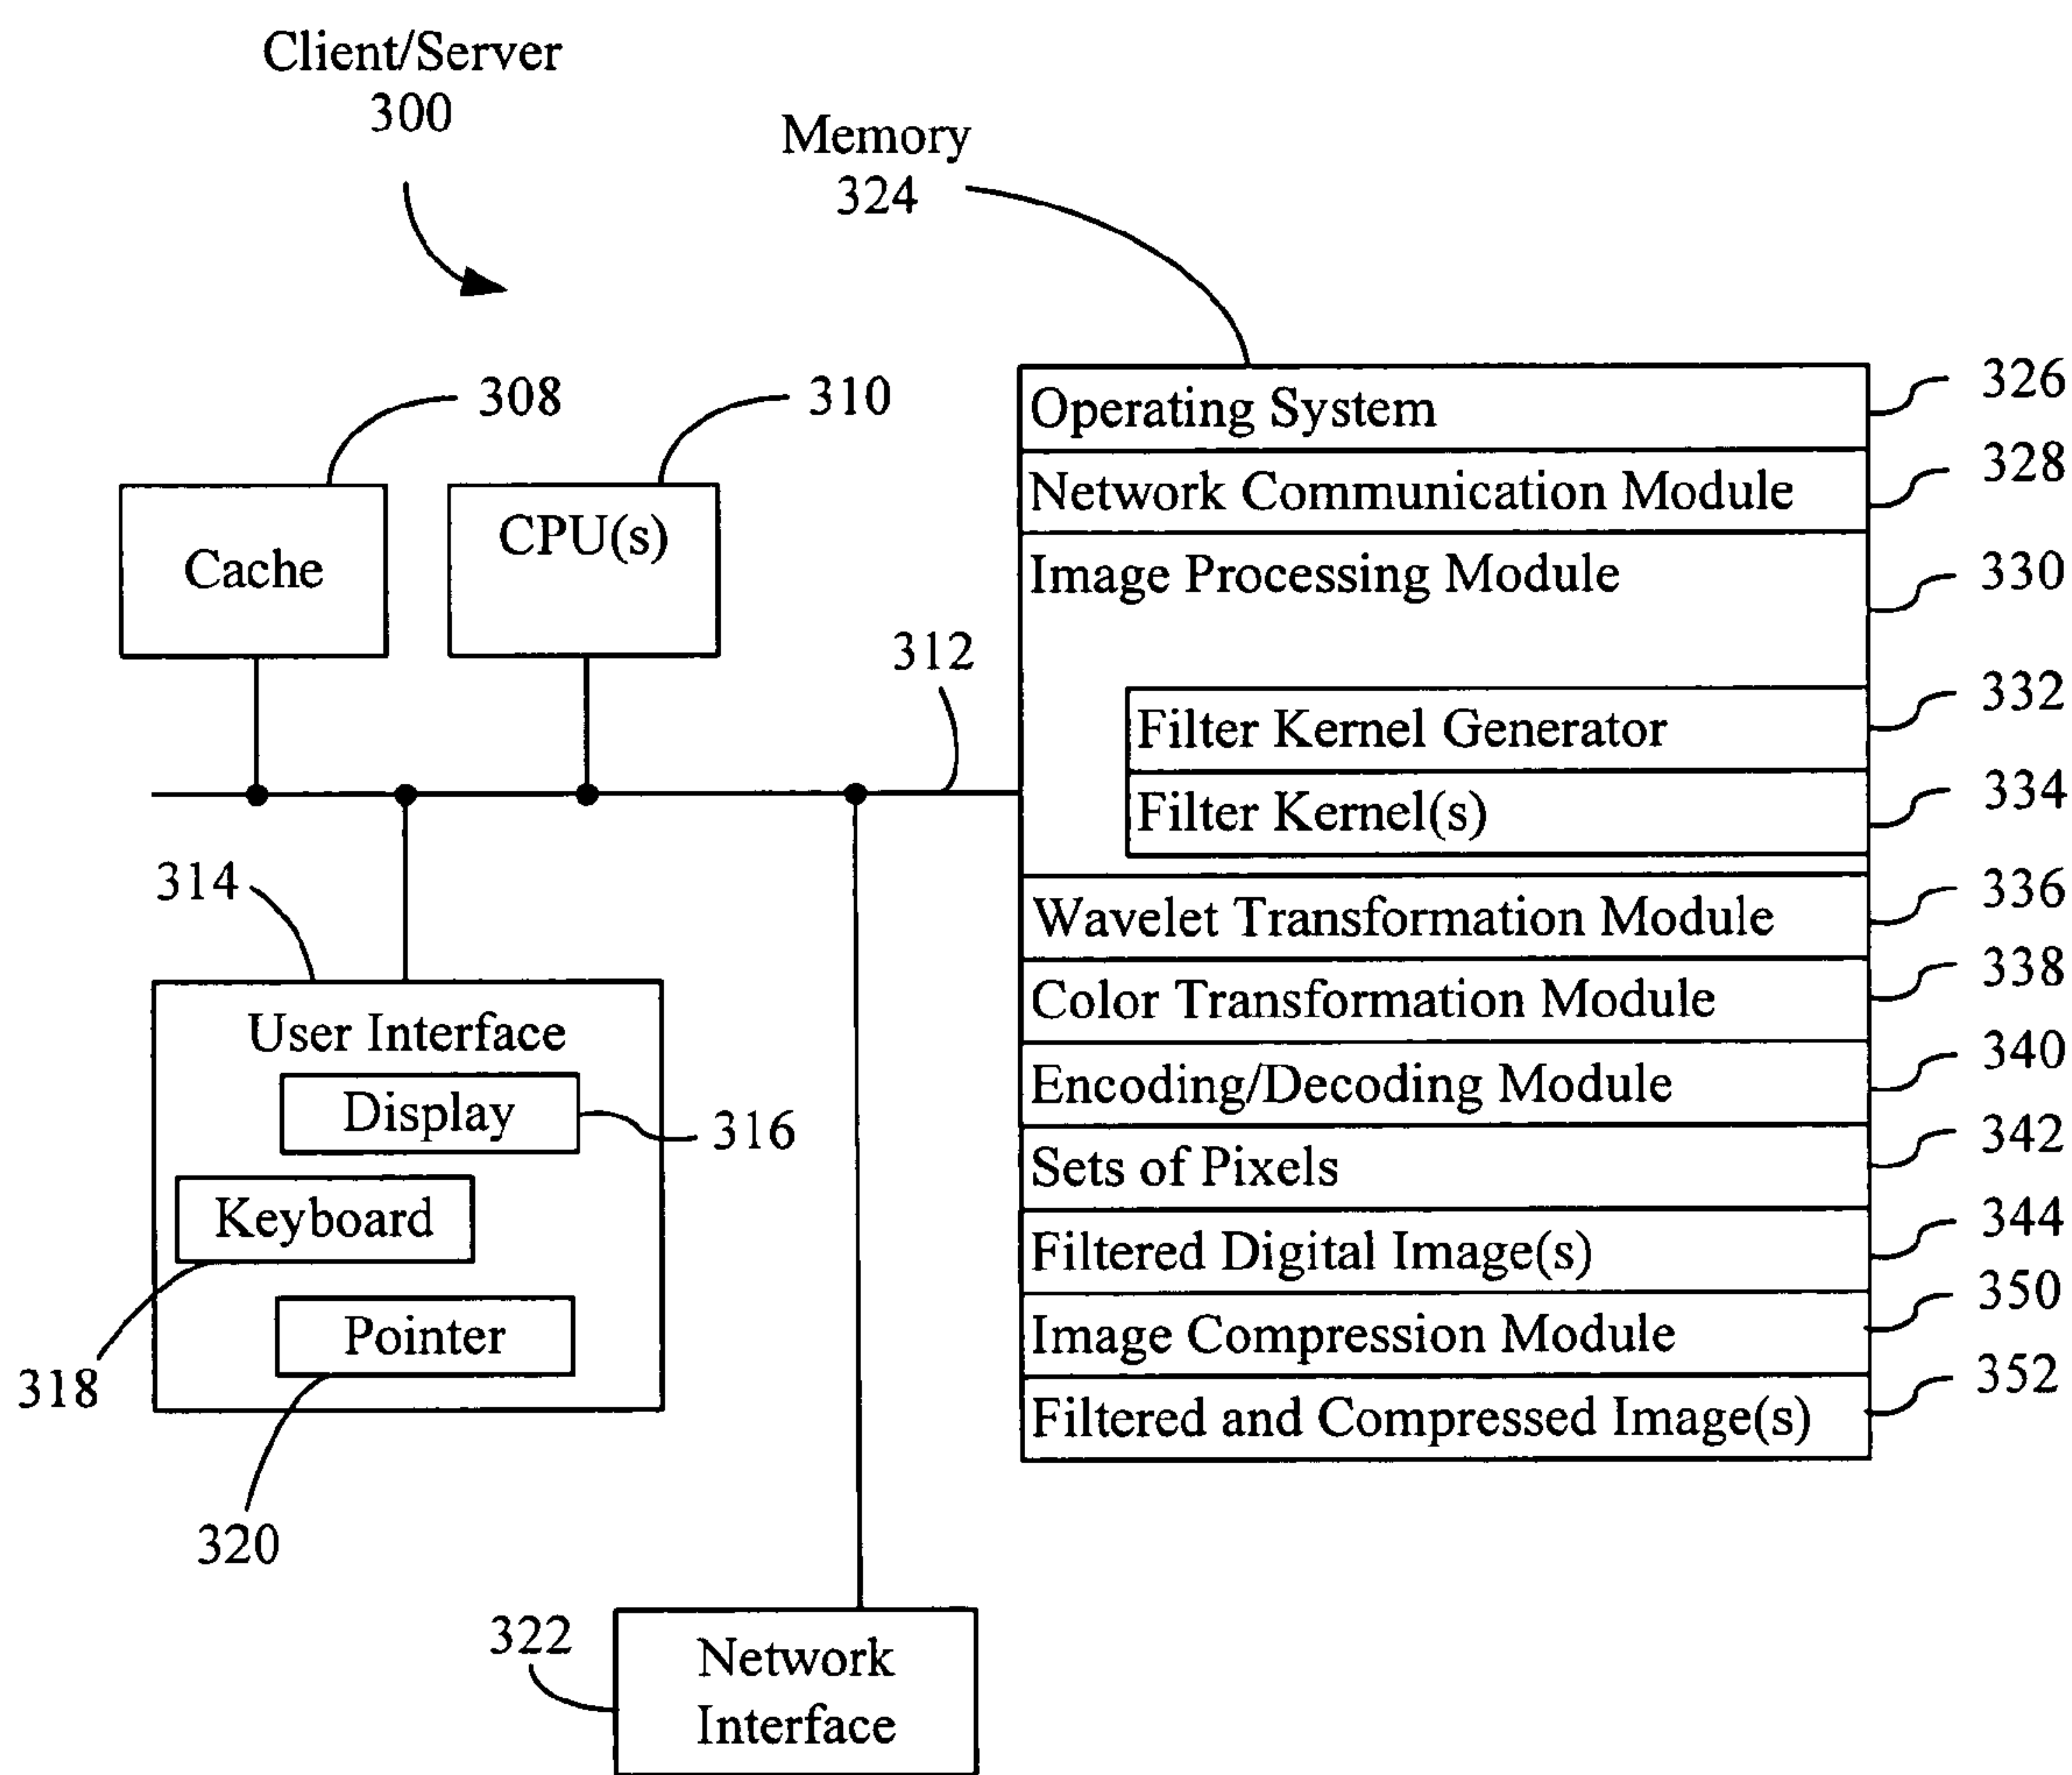 Client/Server
300
Memory
324
308
310
Cache
CPU(s)
312
Operating System
326
Network Communication Module
328
Image Processing Module
330
Filter Kernel Generator
332
Filter Kernel(s)
334
Wavelet Transformation Module
336
Color Transformation Module
338
Encoding/Decoding Module
340
Sets of Pixels
342
Filtered Digital Image(s)
344
Image Compression Module
350
Filtered and Compressed Image(s)
352
314
User Interface
Display
316
Keyboard
318
Pointer
320
322
Network
Interface